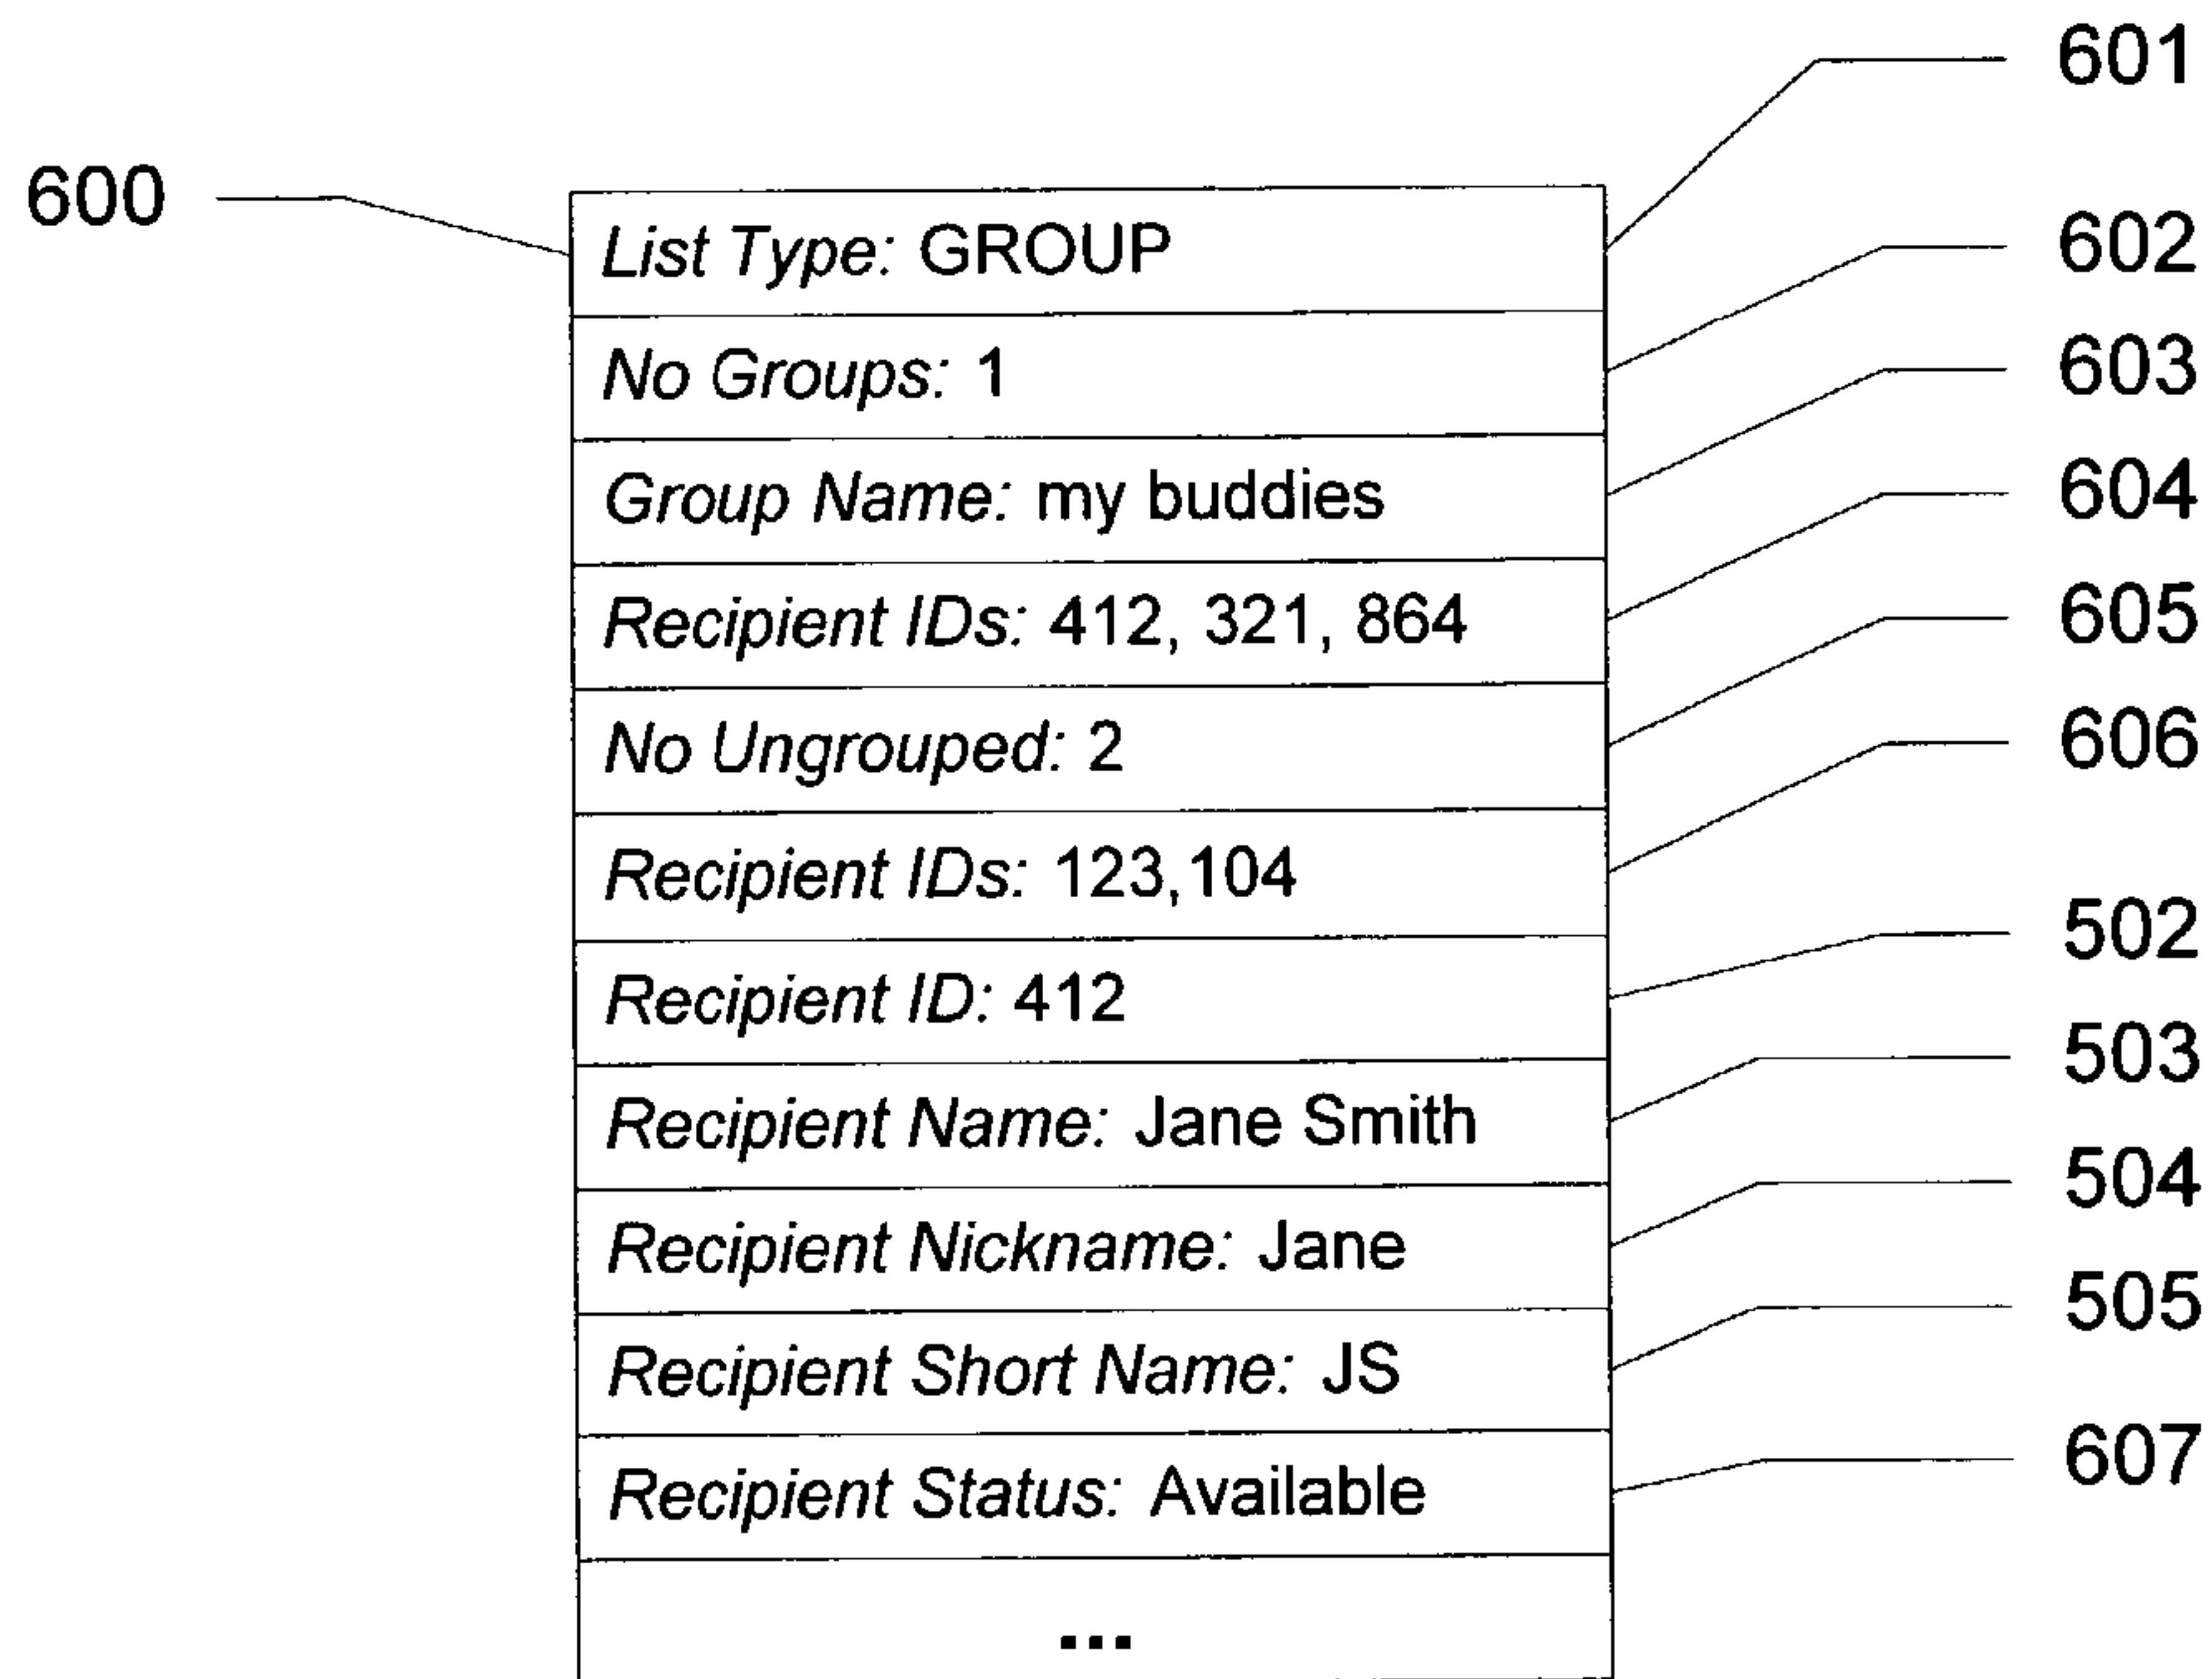 601
600
List Type: GROUP
602
No Groups: 1
603
Group Name: my buddies
604
Recipient IDs: 412, 321, 864
605
No Ungrouped: 2
606
Recipient IDs: 123,104
502
Recipient ID: 412
503
Recipient Name: Jane Smith
504
Recipient Nickname: Jane
505
Recipient Short Name: JS
607
Recipient Status: Available
...